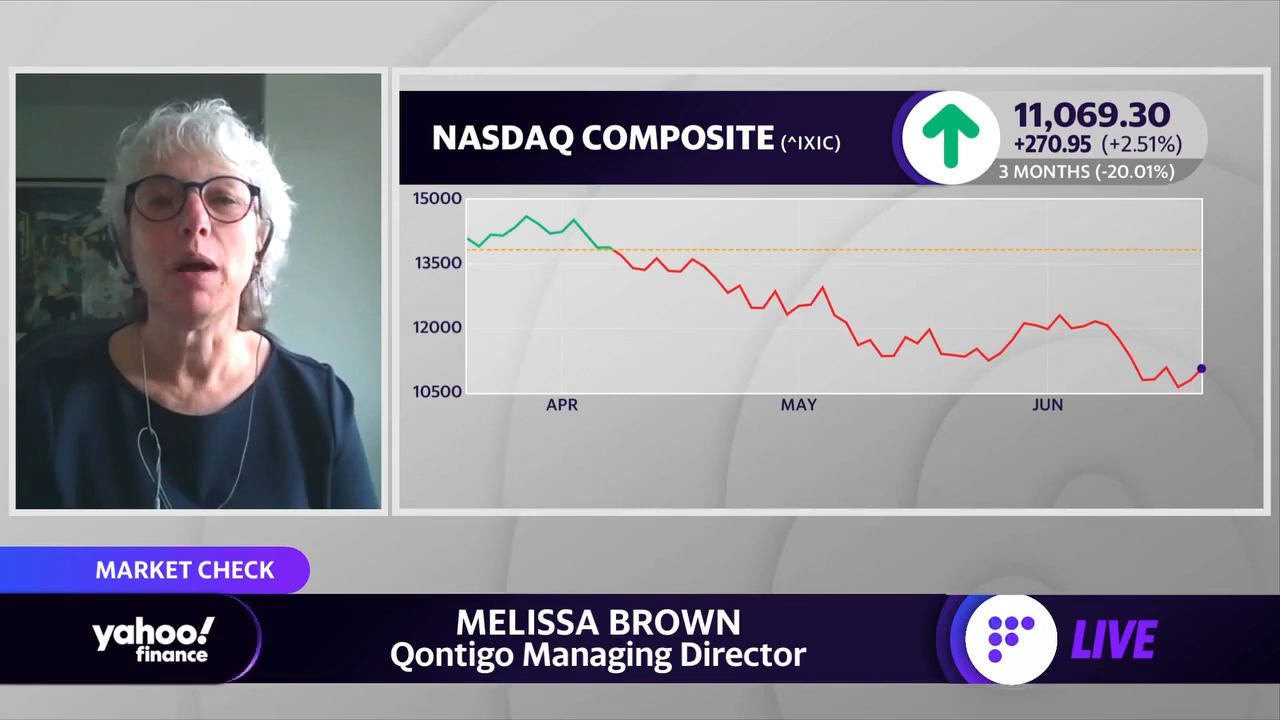 NASDAQ COMPOSITE (^IXIC)
11,069.30
+270.95 (+2.51%)
3 MONTHS (-20.01%)
15000
13500
12000
10500
APR MAY JUN
MARKET CHECK
yahoo!
finance
MELISSA BROWN
Qontigo Managing Director
LIVE